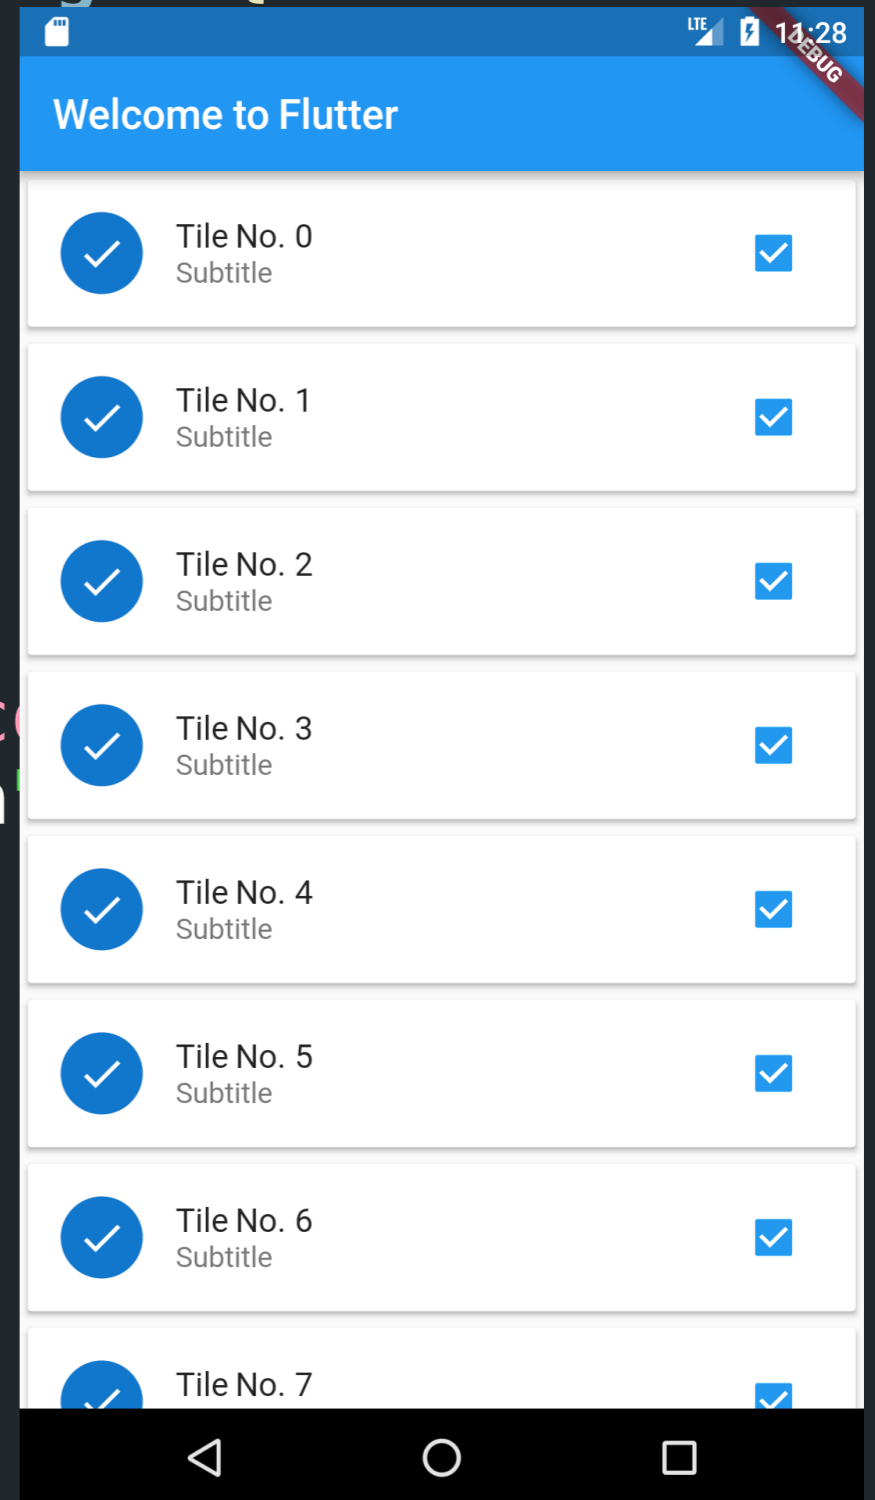 LTE 11:28
DEBUG
Welcome to Flutter
Tile No. 0
Subtitle
Tile No. 1
Subtitle
Tile No. 2
Subtitle
Tile No. 3
Subtitle
Tile No. 4
Subtitle
Tile No. 5
Subtitle
Tile No. 6
Subtitle
Tile No. 7